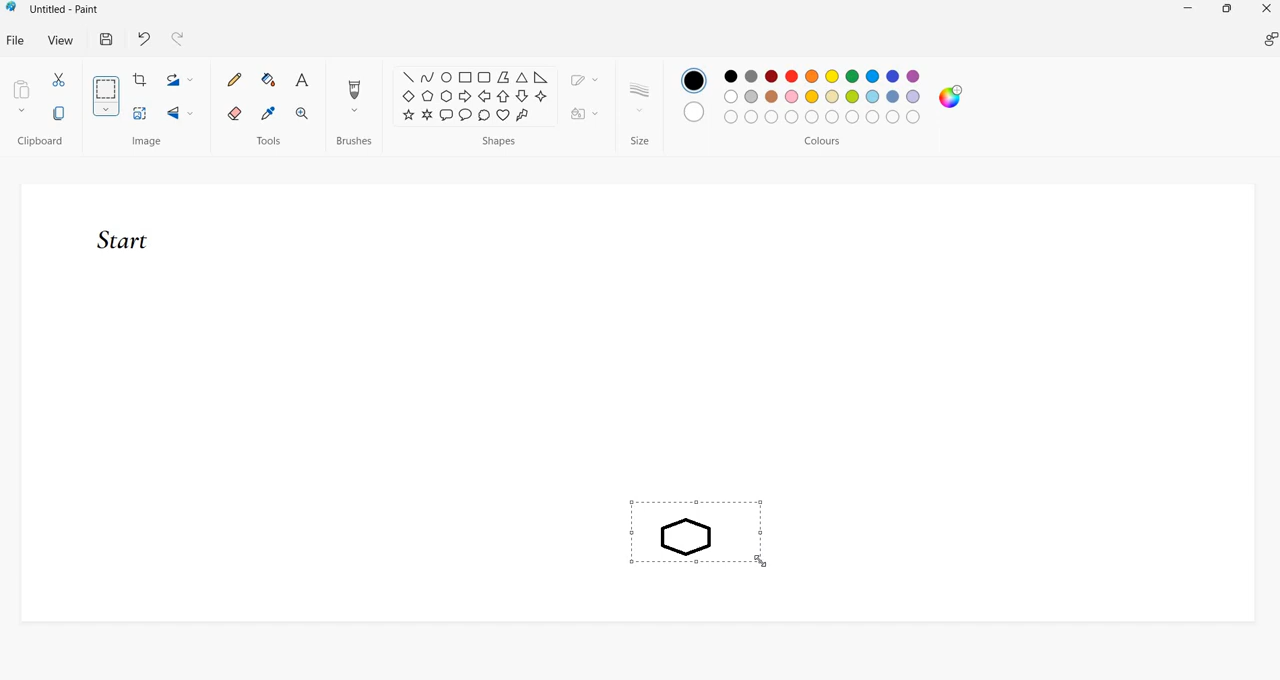 Untitled - Paint
File View
A
Clipboard Image Tools Brushes Shapes Size Colours
Start